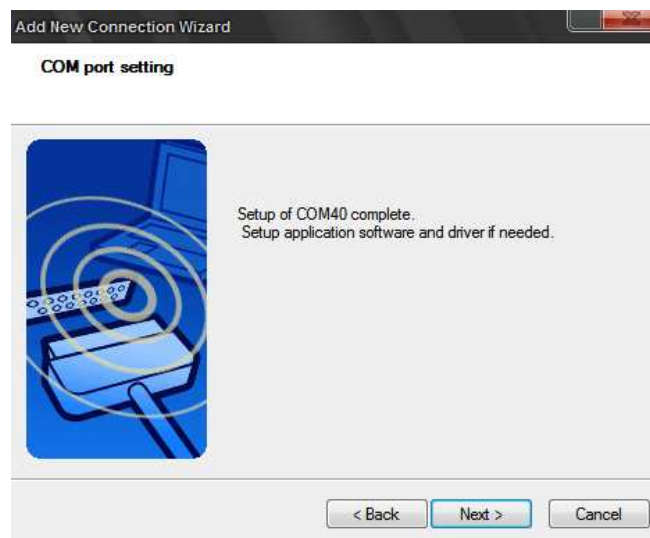 Add New Connection Wizard
COM port setting
Setup of COM40 complete.
Setup application software and driver if needed.
< Back Next > Cancel